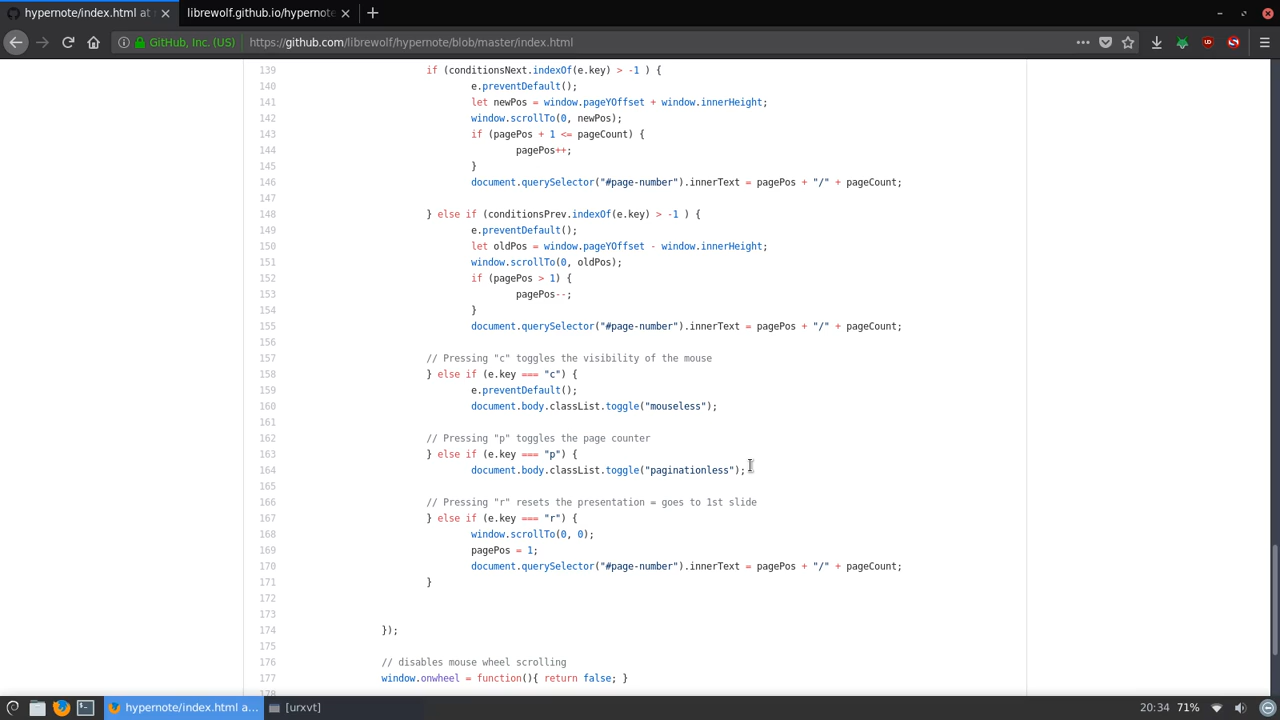 hypernote/index.html at
librewolf.github.io/hypernote
GitHub, Inc. (US)
https://github.com/librewolf/hypernote/blob/master/index.html
139 if (conditionsNext.indexOf(e.key) > -1 ) {
140 e.preventDefault();
141 let newPos = window.pageYOffset + window.innerHeight;
142 window.scrollTo(0, newPos);
143 if (pagePos + 1 <= pageCount) {
144 pagePos++;
145 }
146 document.querySelector("#page-number").innerText = pagePos + "/" + pageCount;
147
148 } else if (conditionsPrev.indexOf(e.key) > -1 ) {
149 e.preventDefault();
150 let oldPos = window.pageYOffset - window.innerHeight;
151 window.scrollTo(0, oldPos);
152 if (pagePos > 1) {
153 pagePos--;
154 }
155 document.querySelector("#page-number").innerText = pagePos + "/" + pageCount;
156
157 // Pressing "c" toggles the visibility of the mouse
158 } else if (e.key === "c") {
159 e.preventDefault();
160 document.body.classList.toggle("mouseless");
161
162 // Pressing "p" toggles the page counter
163 } else if (e.key === "p") {
164 document.body.classList.toggle("paginationless");
165
166 // Pressing "r" resets the presentation = goes to 1st slide
167 } else if (e.key === "r") {
168 window.scrollTo(0, 0);
169 pagePos = 1;
170 document.querySelector("#page-number").innerText = pagePos + "/" + pageCount;
171 }
172
173
174 });
175
176 // disables mouse wheel scrolling
177 window.onwheel = function(){ return false; }
178
hypernote/index.html a...
[urxvt]
20:34 71%